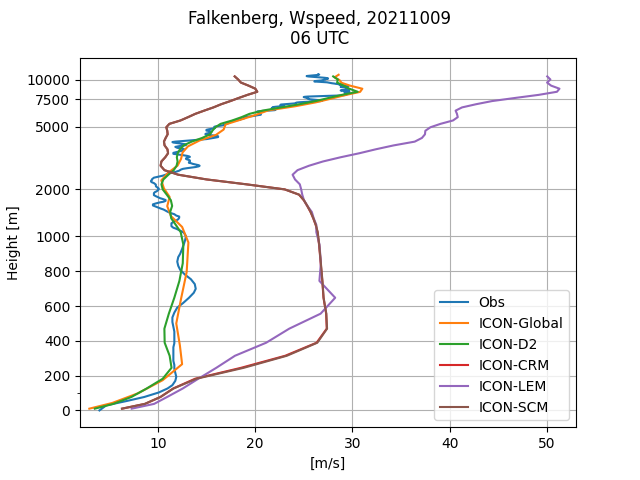 Falkenberg, Wspeed, 20211009
06 UTC
Height [m]
10000
7500
5000
2000
1000
800
600
400
200
0
10
20
30
40
50
[m/s]
Obs
ICON-Global
ICON-D2
ICON-CRM
ICON-LEM
ICON-SCM